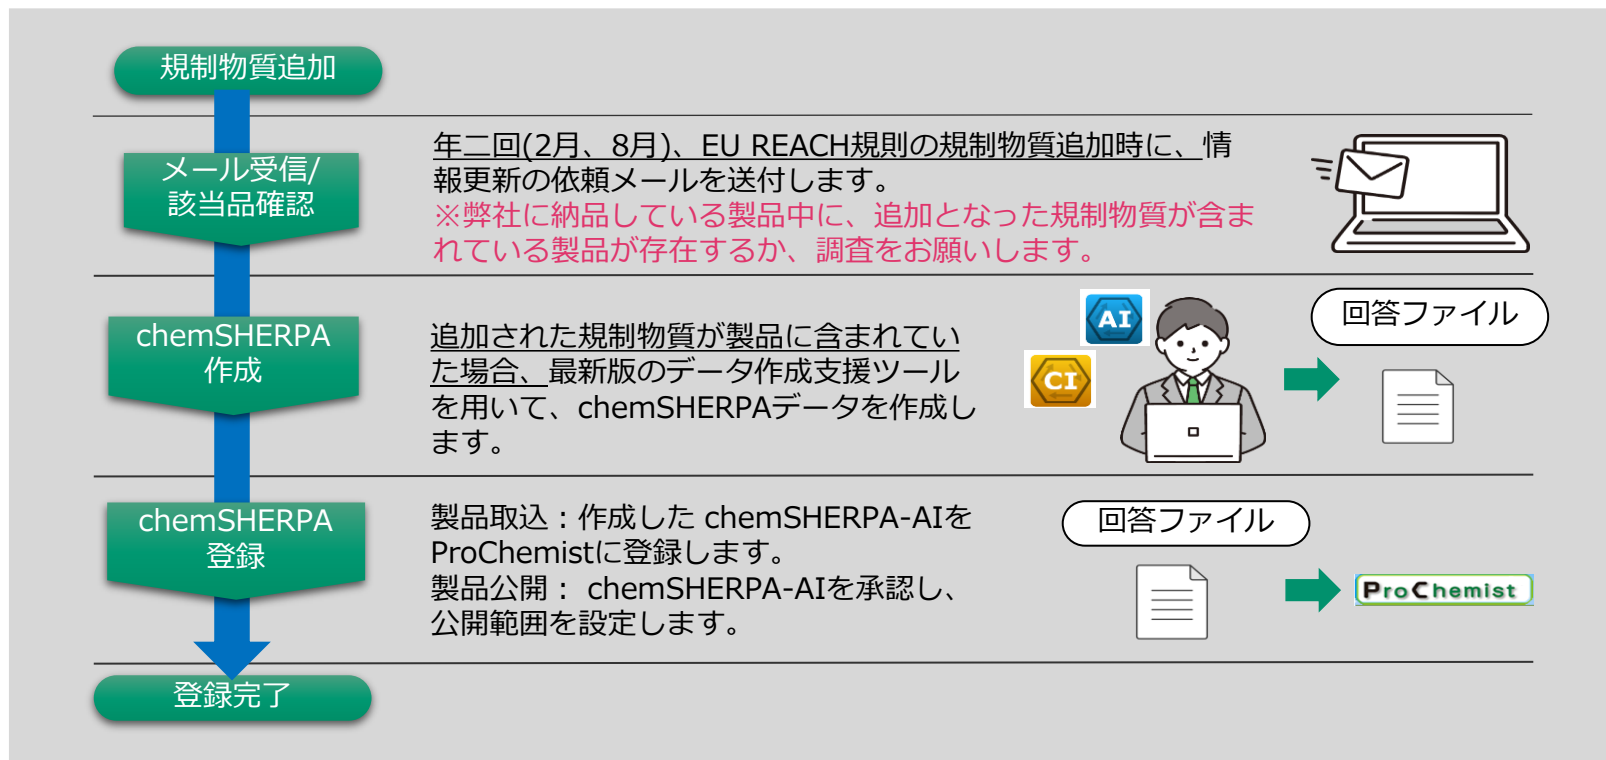 規制物質追加
メール受信/
該当品確認
年二回(2月、8月)、EU REACH規則の規制物質追加時に、情
報更新の依頼メールを送付します。
※弊社に納品している製品中に、追加となった規制物質が含ま
れている製品が存在するか、調査をお願いします。
chemSHERPA
作成
追加された規制物質が製品に含まれてい
た場合、最新版のデータ作成支援ツール
を用いて、chemSHERPAデータを作成し
ます。
AI
CI
回答ファイル
chemSHERPA
登録
製品取込：作成した chemSHERPA-AIを
ProChemistに登録します。
製品公開： chemSHERPA-AIを承認し、
公開範囲を設定します。
回答ファイル
ProChemist
登録完了